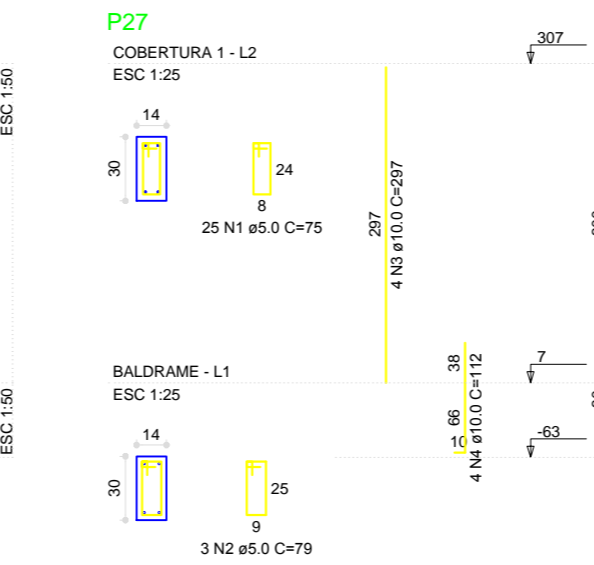 P27
COBERTURA 1 - L2
307
ESC 1:50
ESC 1:25
14
30
24
8
25 N1 ø5.0 C=75
297
4 N3 ø10.0 C=297
BALDRAME - L1
7
ESC 1:50
ESC 1:25
38
66
10
4 N4 ø10.0 C=112
-63
14
30
25
9
3 N2 ø5.0 C=79